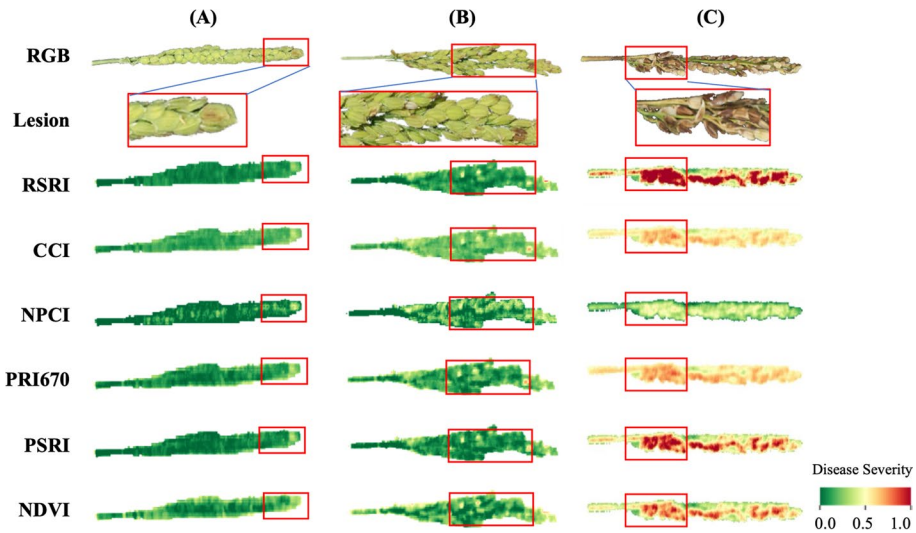 (A) (B) (C)
RGB
Lesion
RSRI
CCI
NPCI
PRI670
PSRI
NDVI
Disease Severity
0.0 0.5 1.0